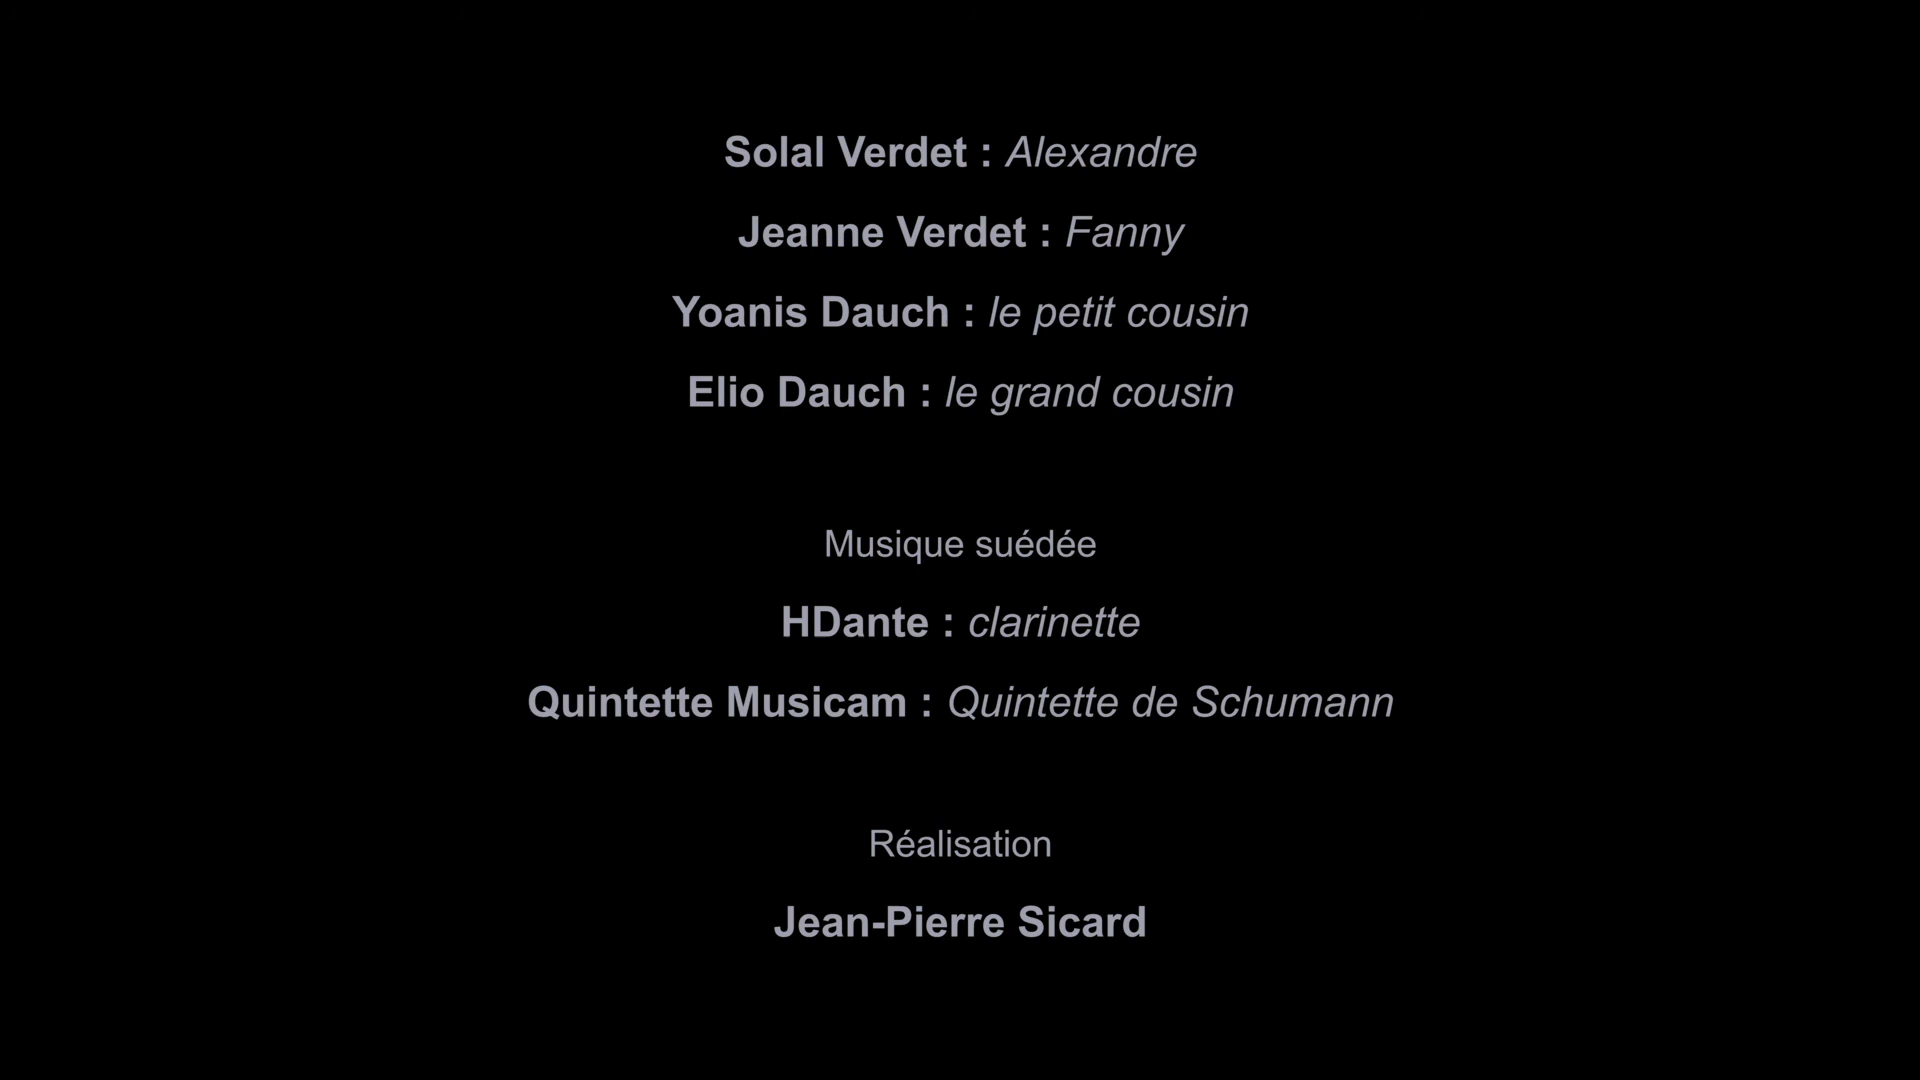 Solal Verdet : Alexandre
Jeanne Verdet : Fanny
Yoanis Dauch : le petit cousin
Elio Dauch : le grand cousin
Musique suédée
HDante : clarinette
Quintette Musicam : Quintette de Schumann
Réalisation
Jean-Pierre Sicard